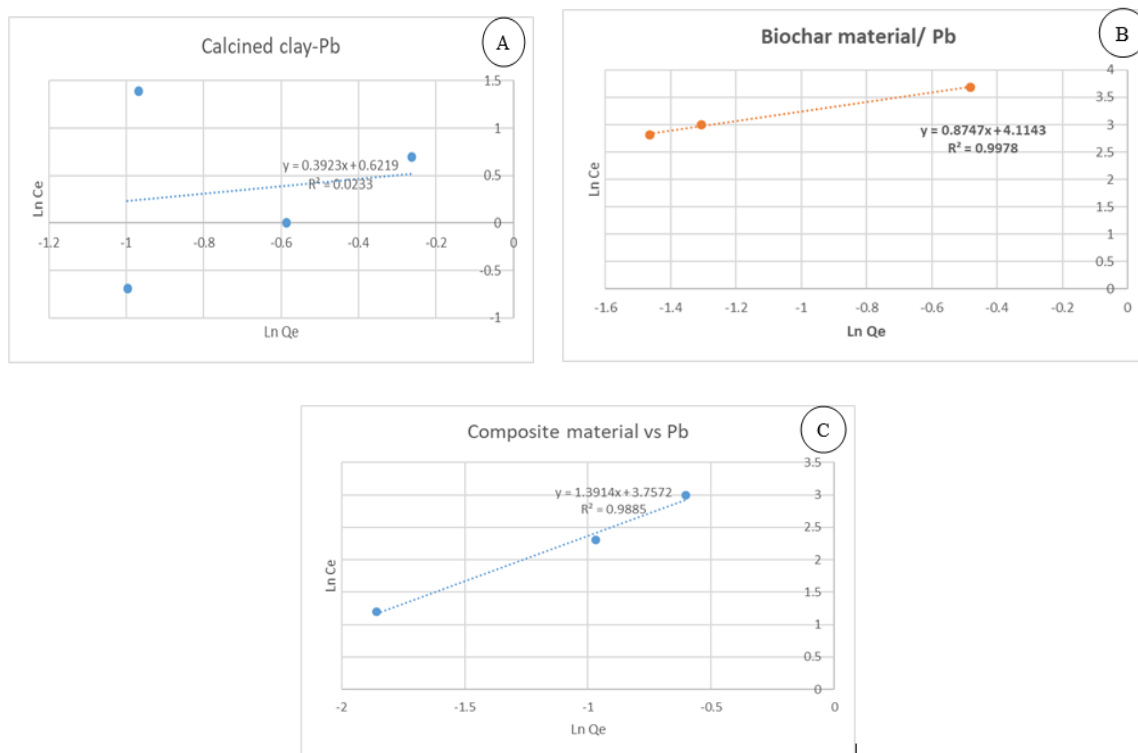 Calcined clay-Pb
A
1.5
1
0.5
0
-0.5
-1
y = 0.3923x + 0.6219
R² = 0.0233
Ln Ce
-1.2
-1
-0.8
-0.6
-0.4
-0.2
0
Ln Qe
Biochar material/ Pb
B
4
3.5
3
2.5
2
1.5
1
0.5
0
y = 0.8747x + 4.1143
R² = 0.9978
Ln Ce
-1.6
-1.4
-1.2
-1
-0.8
-0.6
-0.4
-0.2
0
Ln Qe
Composite material vs Pb
C
3.5
3
2.5
2
1.5
1
0.5
0
y = 1.3914x + 3.7572
R² = 0.9885
Ln Ce
-2
-1.5
-1
-0.5
0
Ln Qe